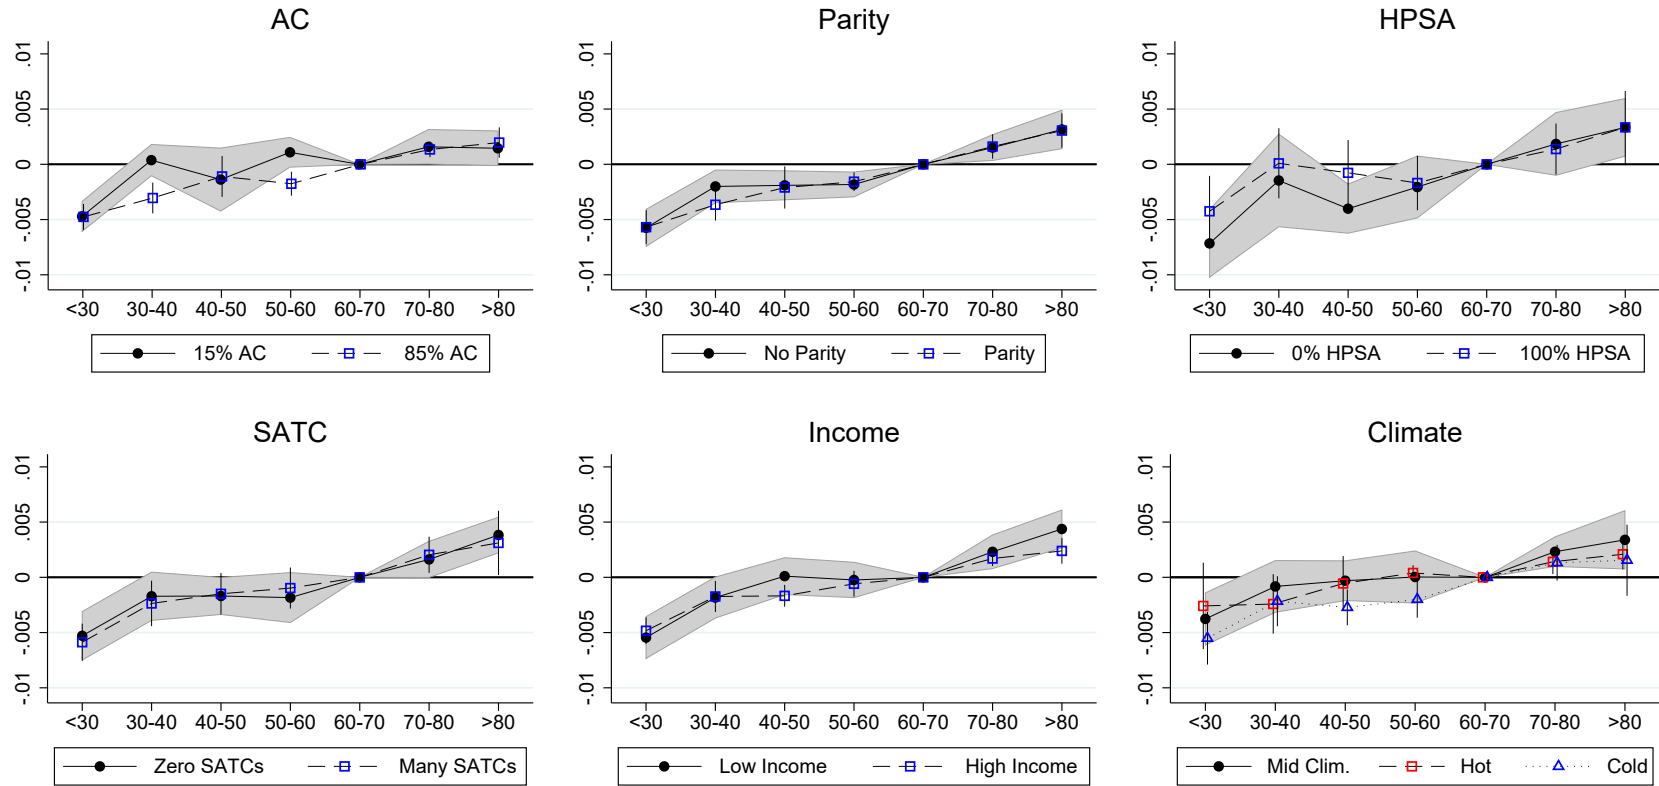 AC
Parity
HPSA
.01
.005
0
-.005
-.01
<30 30-40 40-50 50-60 60-70 70-80 >80
15% AC 85% AC
.01
.005
0
-.005
-.01
<30 30-40 40-50 50-60 60-70 70-80 >80
No Parity Parity
.01
.005
0
-.005
-.01
<30 30-40 40-50 50-60 60-70 70-80 >80
0% HPSA 100% HPSA
SATC
Income
Climate
.01
.005
0
-.005
-.01
<30 30-40 40-50 50-60 60-70 70-80 >80
Zero SATCs Many SATCs
.01
.005
0
-.005
-.01
<30 30-40 40-50 50-60 60-70 70-80 >80
Low Income High Income
.01
.005
0
-.005
-.01
<30 30-40 40-50 50-60 60-70 70-80 >80
Mid Clim. Hot Cold